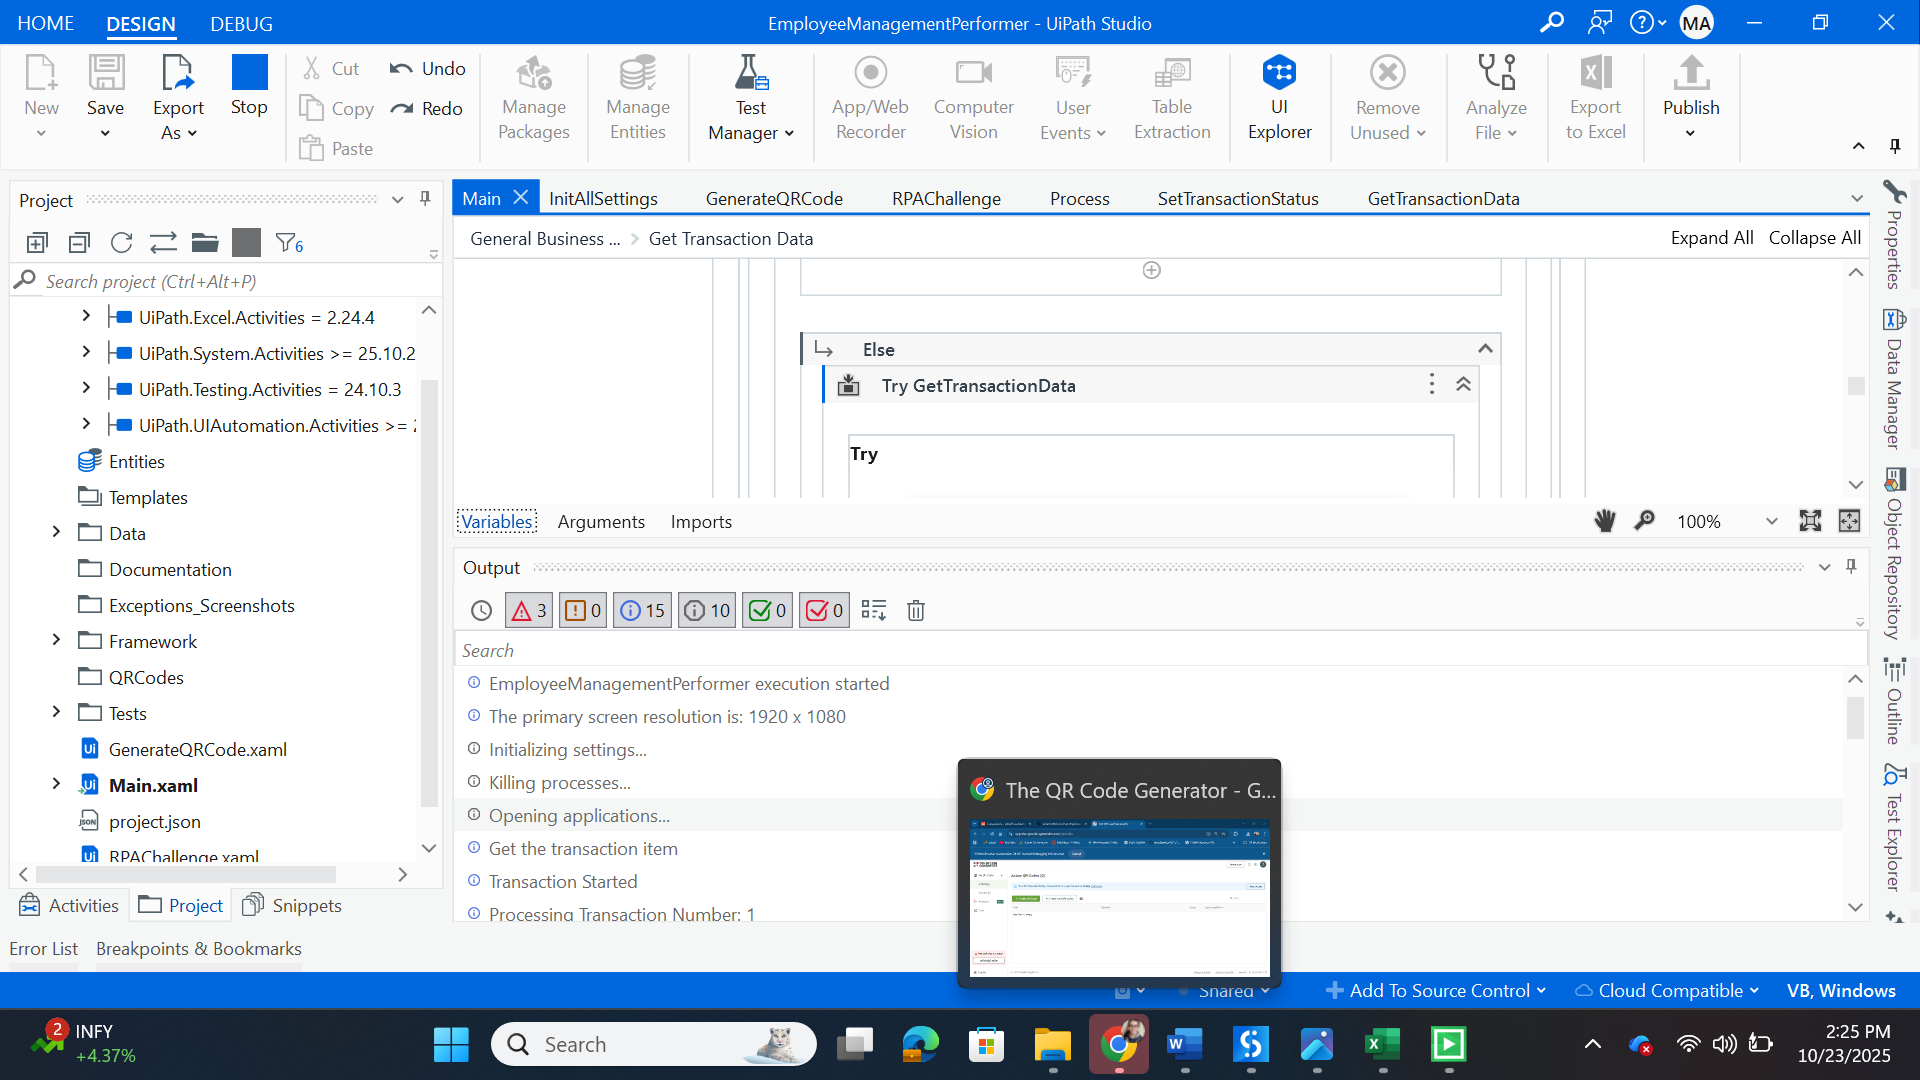 HOME
DESIGN
DEBUG
EmployeeManagementPerformer - UiPath Studio
MA
New
Save
Export As
Stop
Cut
Copy
Paste
Undo
Redo
Manage Packages
Manage Entities
Test Manager
App/Web Recorder
Computer Vision
User Events
Table Extraction
UI Explorer
Remove Unused
Analyze File
Export to Excel
Publish
Project
6
Search project (Ctrl+Alt+P)
UiPath.Excel.Activities = 2.24.4
UiPath.System.Activities >= 25.10.2
UiPath.Testing.Activities = 24.10.3
UiPath.UIAutomation.Activities >=
Entities
Templates
Data
Documentation
Exceptions_Screenshots
Framework
QRCodes
Tests
GenerateQRCode.xaml
Main.xaml
project.json
RPAChallenge.xaml
Activities
Project
Snippets
Error List
Breakpoints & Bookmarks
Main
InitAllSettings
GenerateQRCode
RPAChallenge
Process
SetTransactionStatus
GetTransactionData
General Business ...
Get Transaction Data
Expand All
Collapse All
Else
Try GetTransactionData
Try
Variables
Arguments
Imports
100%
Output
3
0
15
10
0
0
Search
EmployeeManagementPerformer execution started
The primary screen resolution is: 1920 x 1080
Initializing settings...
Killing processes...
Opening applications...
Get the transaction item
Transaction Started
Processing Transaction Number: 1
The QR Code Generator - G...
Properties
Data Manager
Object Repository
Outline
Test Explorer
Shared
Add To Source Control
Cloud Compatible
VB, Windows
2
INFY
+4.37%
Search
2:25 PM
10/23/2025